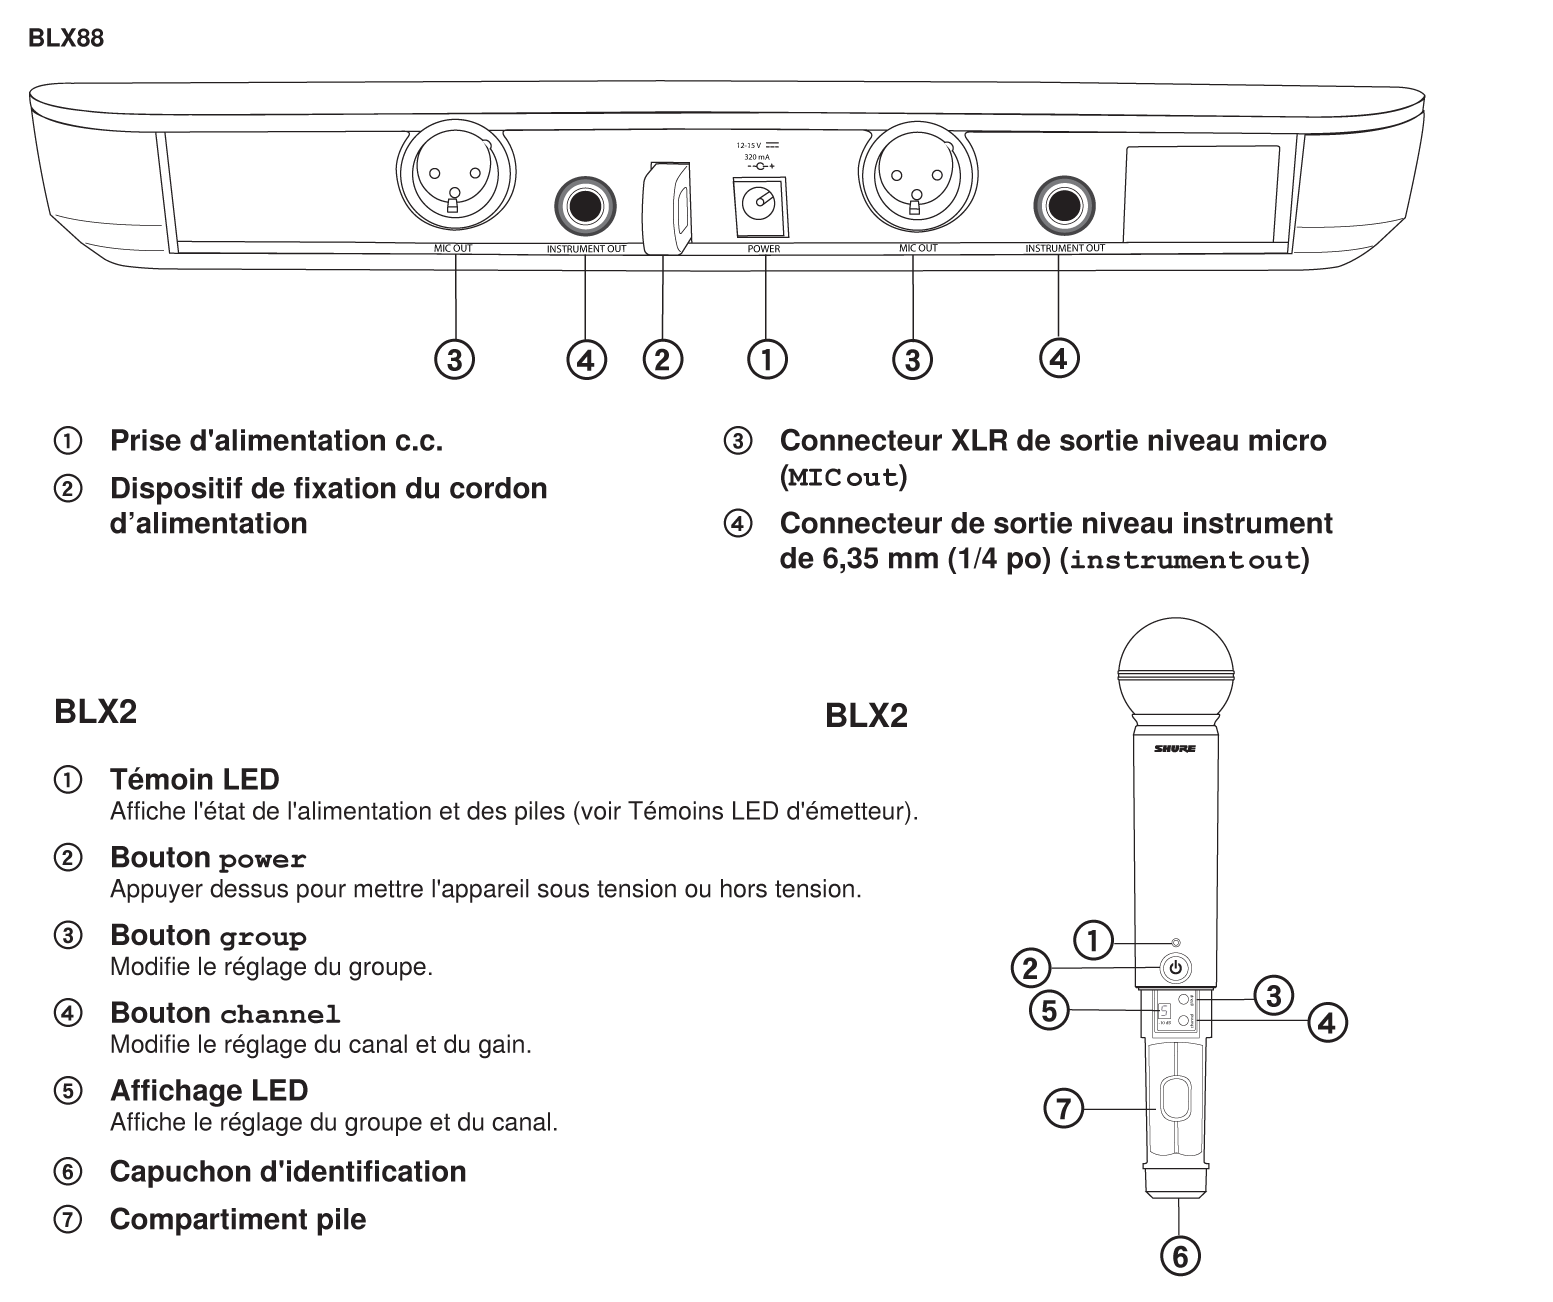 BLX88
12-15 V
320 mA
- +
MIC OUT
INSTRUMENT OUT
POWER
MIC OUT
INSTRUMENT OUT
3
4
2
1
3
4
1 Prise d'alimentation c.c.
2 Dispositif de fixation du cordon
d’alimentation
3 Connecteur XLR de sortie niveau micro
(MIC out)
4 Connecteur de sortie niveau instrument
de 6,35 mm (1/4 po) (instrument out)
BLX2
1 Témoin LED
Affiche l'état de l'alimentation et des piles (voir Témoins LED d'émetteur).
2 Bouton power
Appuyer dessus pour mettre l'appareil sous tension ou hors tension.
3 Bouton group
Modifie le réglage du groupe.
4 Bouton channel
Modifie le réglage du canal et du gain.
5 Affichage LED
Affiche le réglage du groupe et du canal.
6 Capuchon d'identification
7 Compartiment pile
BLX2
SHURE
1
2
5
3
4
group
channel
-10 dB
5
7
6